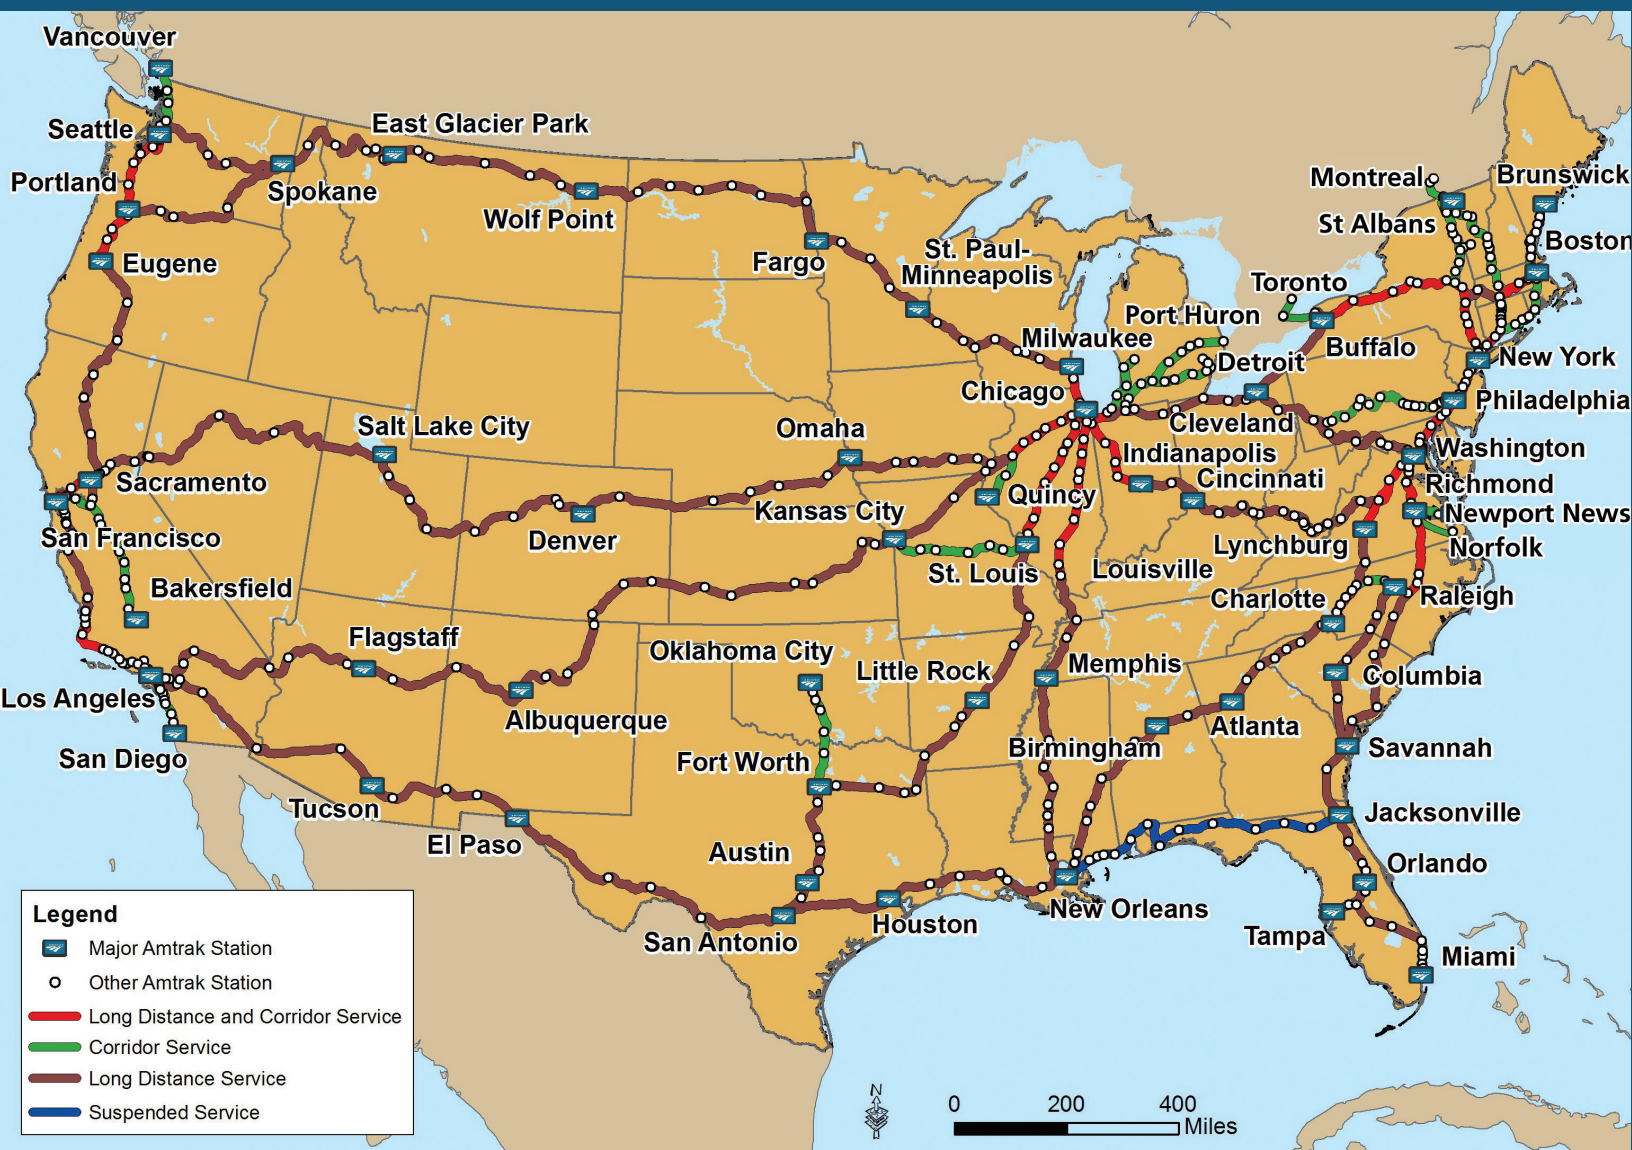 Vancouver
Seattle
East Glacier Park
Portland
Spokane
Wolf Point
Eugene
Fargo
St. Paul-
Minneapolis
Montreal
Brunswick
St Albans
Boston
Toronto
Port Huron
Milwaukee
Buffalo
New York
Detroit
Chicago
Philadelphia
Cleveland
Salt Lake City
Omaha
Washington
Indianapolis
Cincinnati
Sacramento
Quincy
Richmond
Kansas City
Newport News
San Francisco
Denver
Lynchburg
Norfolk
St. Louis
Louisville
Bakersfield
Charlotte
Raleigh
Flagstaff
Oklahoma City
Little Rock
Memphis
Columbia
Los Angeles
Albuquerque
Atlanta
San Diego
Fort Worth
Birmingham
Savannah
Tucson
El Paso
Jacksonville
Austin
Orlando
Houston
New Orleans
San Antonio
Tampa
Miami
Legend
Major Amtrak Station
Other Amtrak Station
Long Distance and Corridor Service
Corridor Service
Long Distance Service
Suspended Service
N
0 200 400
Miles